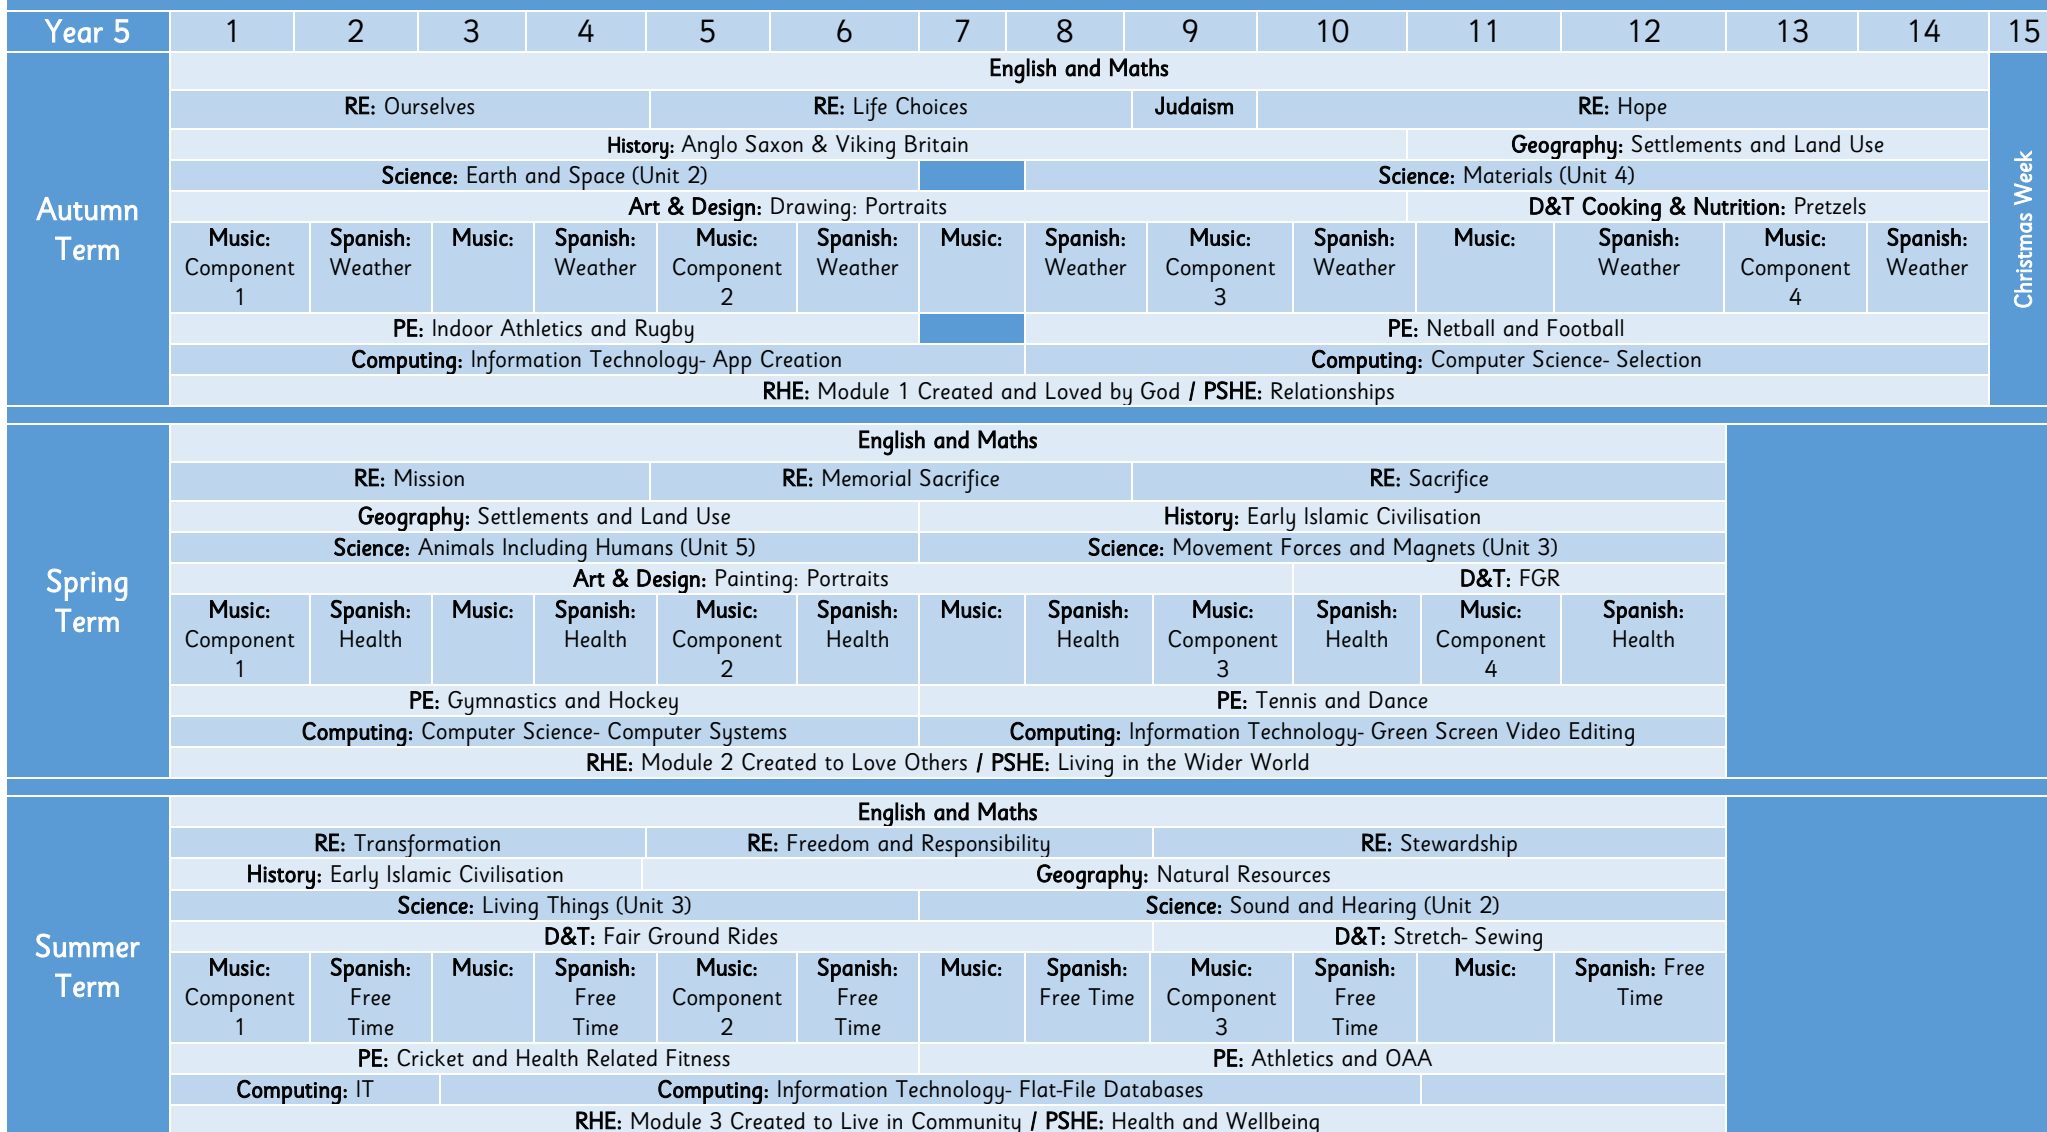 Year 5 1 2 3 4 5 6 7 8 9 10 11 12 13 14 15
Autumn Term
English and Maths
RE: Ourselves RE: Life Choices Judaism RE: Hope
History: Anglo Saxon & Viking Britain Geography: Settlements and Land Use
Science: Earth and Space (Unit 2) Science: Materials (Unit 4)
Art & Design: Drawing: Portraits D&T Cooking & Nutrition: Pretzels
Music: Spanish: Music: Spanish: Music: Spanish: Music: Spanish: Music: Spanish: Music: Spanish: Music: Spanish:
Component Weather Weather Component Weather Weather Component Weather Weather Component Weather
1 2 3 4
PE: Indoor Athletics and Rugby PE: Netball and Football
Computing: Information Technology- App Creation Computing: Computer Science- Selection
RHE: Module 1 Created and Loved by God / PSHE: Relationships
Christmas Week
Spring Term
English and Maths
RE: Mission RE: Memorial Sacrifice RE: Sacrifice
Geography: Settlements and Land Use History: Early Islamic Civilisation
Science: Animals Including Humans (Unit 5) Science: Movement Forces and Magnets (Unit 3)
Art & Design: Painting: Portraits D&T: FGR
Music: Spanish: Music: Spanish: Music: Spanish: Music: Spanish: Music: Spanish: Music: Spanish:
Component Health Health Component Health Health Component Health Component Health
1 2 3 4
PE: Gymnastics and Hockey PE: Tennis and Dance
Computing: Computer Science- Computer Systems Computing: Information Technology- Green Screen Video Editing
RHE: Module 2 Created to Love Others / PSHE: Living in the Wider World
Summer Term
English and Maths
RE: Transformation RE: Freedom and Responsibility RE: Stewardship
History: Early Islamic Civilisation Geography: Natural Resources
Science: Living Things (Unit 3) Science: Sound and Hearing (Unit 2)
D&T: Fair Ground Rides D&T: Stretch- Sewing
Music: Spanish: Music: Spanish: Music: Spanish: Music: Spanish: Music: Spanish: Music: Spanish: Free
Component Free Free Component Free Free Time Component Free Time
1 Time Time 2 Time 3 Time
PE: Cricket and Health Related Fitness PE: Athletics and OAA
Computing: IT Computing: Information Technology- Flat-File Databases
RHE: Module 3 Created to Live in Community / PSHE: Health and Wellbeing